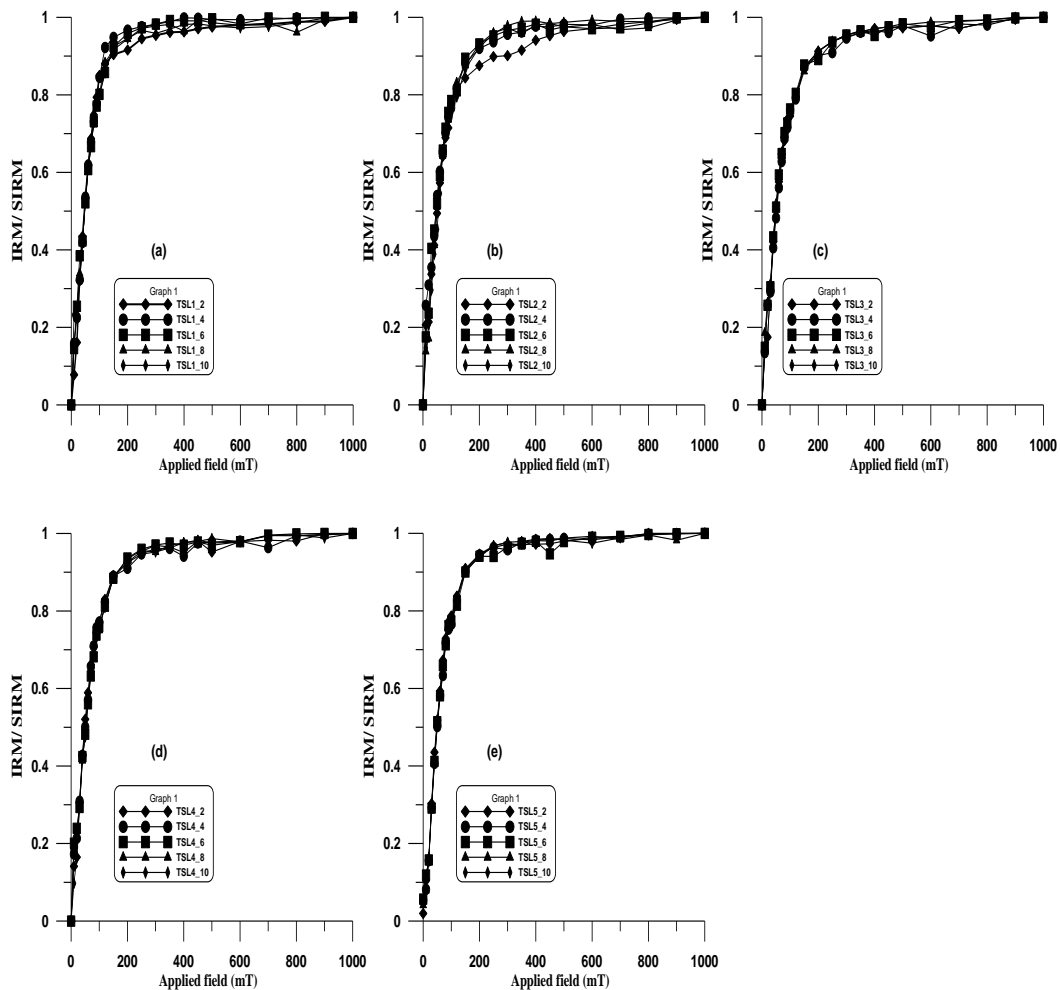 1
0.8
0.6
0.4
0.2
0
IRM/ SIRM
(a)
Graph 1
TSL1_2
TSL1_4
TSL1_6
TSL1_8
TSL1_10
0 200 400 600 800 1000
Applied field (mT)
1
0.8
0.6
0.4
0.2
0
IRM/ SIRM
(b)
Graph 1
TSL2_2
TSL2_4
TSL2_6
TSL2_8
TSL2_10
0 200 400 600 800 1000
Applied field (mT)
1
0.8
0.6
0.4
0.2
0
IRM/ SIRM
(c)
Graph 1
TSL3_2
TSL3_4
TSL3_6
TSL3_8
TSL3_10
0 200 400 600 800 1000
Applied field (mT)
1
0.8
0.6
0.4
0.2
0
IRM/ SIRM
(d)
Graph 1
TSL4_2
TSL4_4
TSL4_6
TSL4_8
TSL4_10
0 200 400 600 800 1000
Applied field (mT)
1
0.8
0.6
0.4
0.2
0
IRM/ SIRM
(e)
Graph 1
TSL5_2
TSL5_4
TSL5_6
TSL5_8
TSL5_10
0 200 400 600 800 1000
Applied field (mT)